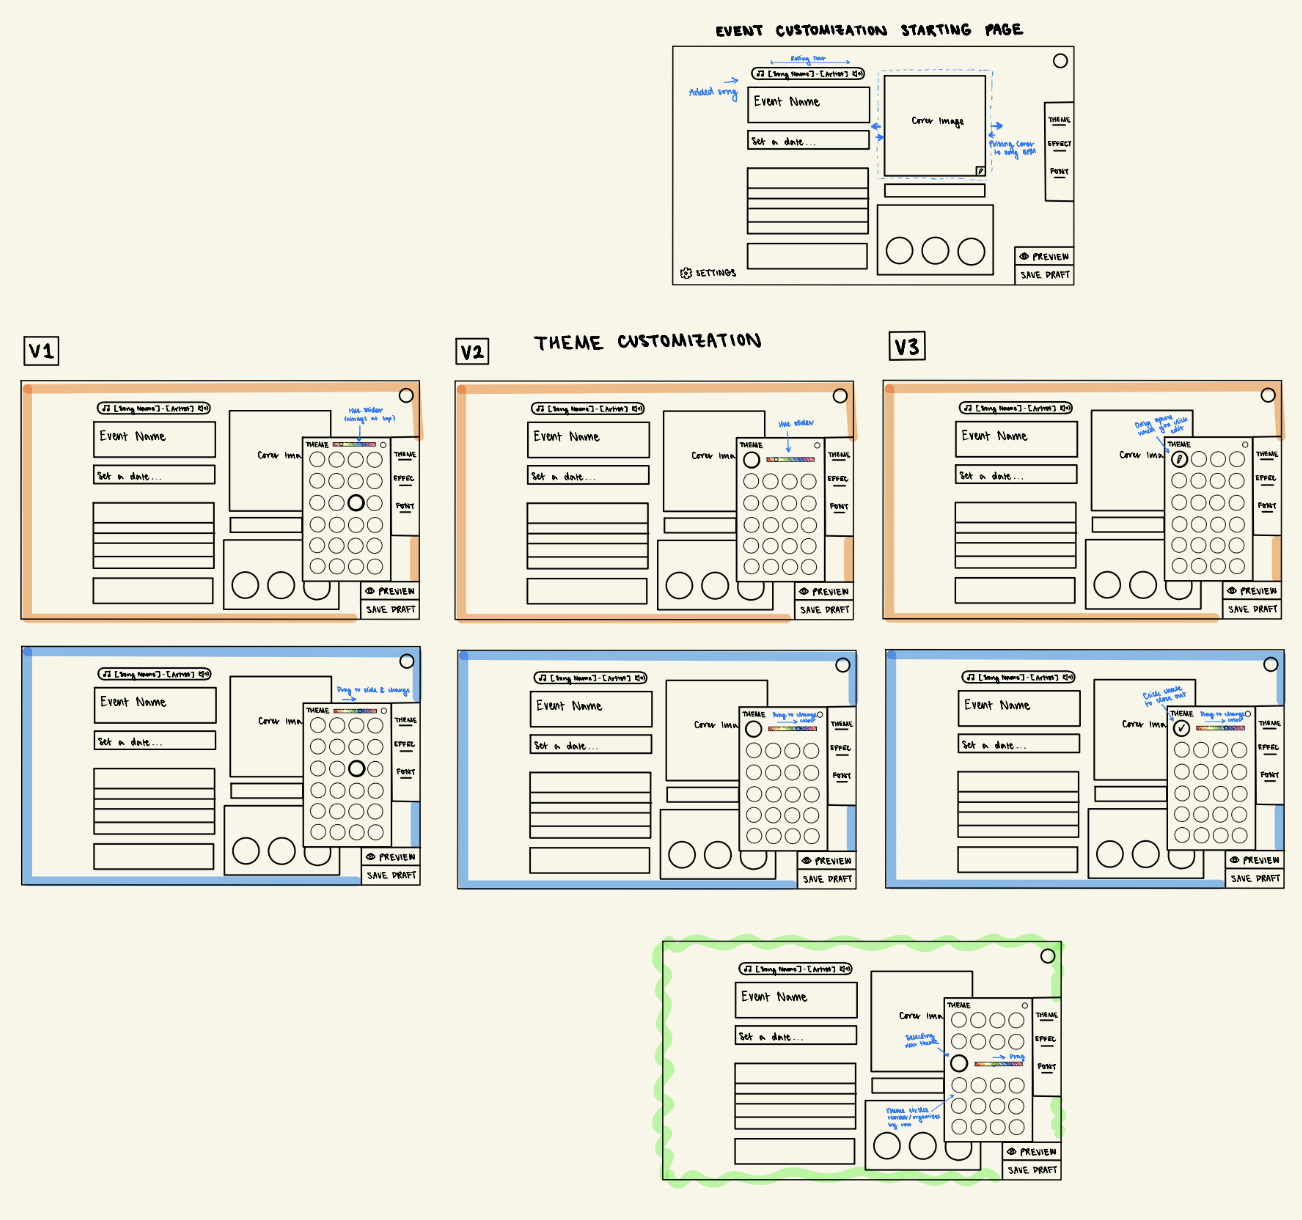 EVENT CUSTOMIZATION STARTING PAGE
Rolling Text
[Song Name] - [Artist]
Added song
Event Name
Set a date...
Cover Image
Pulsing Cover
to song BPM
THEME
EFFECT
FONT
SETTINGS
PREVIEW
SAVE DRAFT
V1
V2
THEME CUSTOMIZATION
V3
[Song Name] - [Artist]
Event Name
Set a date...
Cover Ima
Hue slider
(always at top)
THEME
THEME
EFFEC
FONT
PREVIEW
SAVE DRAFT
[Song Name] - [Artist]
Event Name
Set a date...
Cover Ima
Hue slider
THEME
THEME
EFFEC
FONT
PREVIEW
SAVE DRAFT
[Song Name] - [Artist]
Event Name
Set a date...
Cover Ima
Only opens
when you click
edit
THEME
THEME
EFFEC
FONT
PREVIEW
SAVE DRAFT
[Song Name] - [Artist]
Event Name
Set a date...
Cover Ima
Drag to slide & change
THEME
THEME
EFFEC
FONT
PREVIEW
SAVE DRAFT
[Song Name] - [Artist]
Event Name
Set a date...
Cover Ima
THEME
Drag to change
color
THEME
EFFEC
FONT
PREVIEW
SAVE DRAFT
[Song Name] - [Artist]
Event Name
Set a date...
Cover Ima
Click check
to close out
THEME
Drag to change
color
THEME
EFFEC
FONT
PREVIEW
SAVE DRAFT
[Song Name] - [Artist]
Event Name
Set a date...
Cover Ima
THEME
Selecting
new theme
Drag
Theme circles
reorder/organizes
by row
THEME
EFFEC
FONT
PREVIEW
SAVE DRAFT